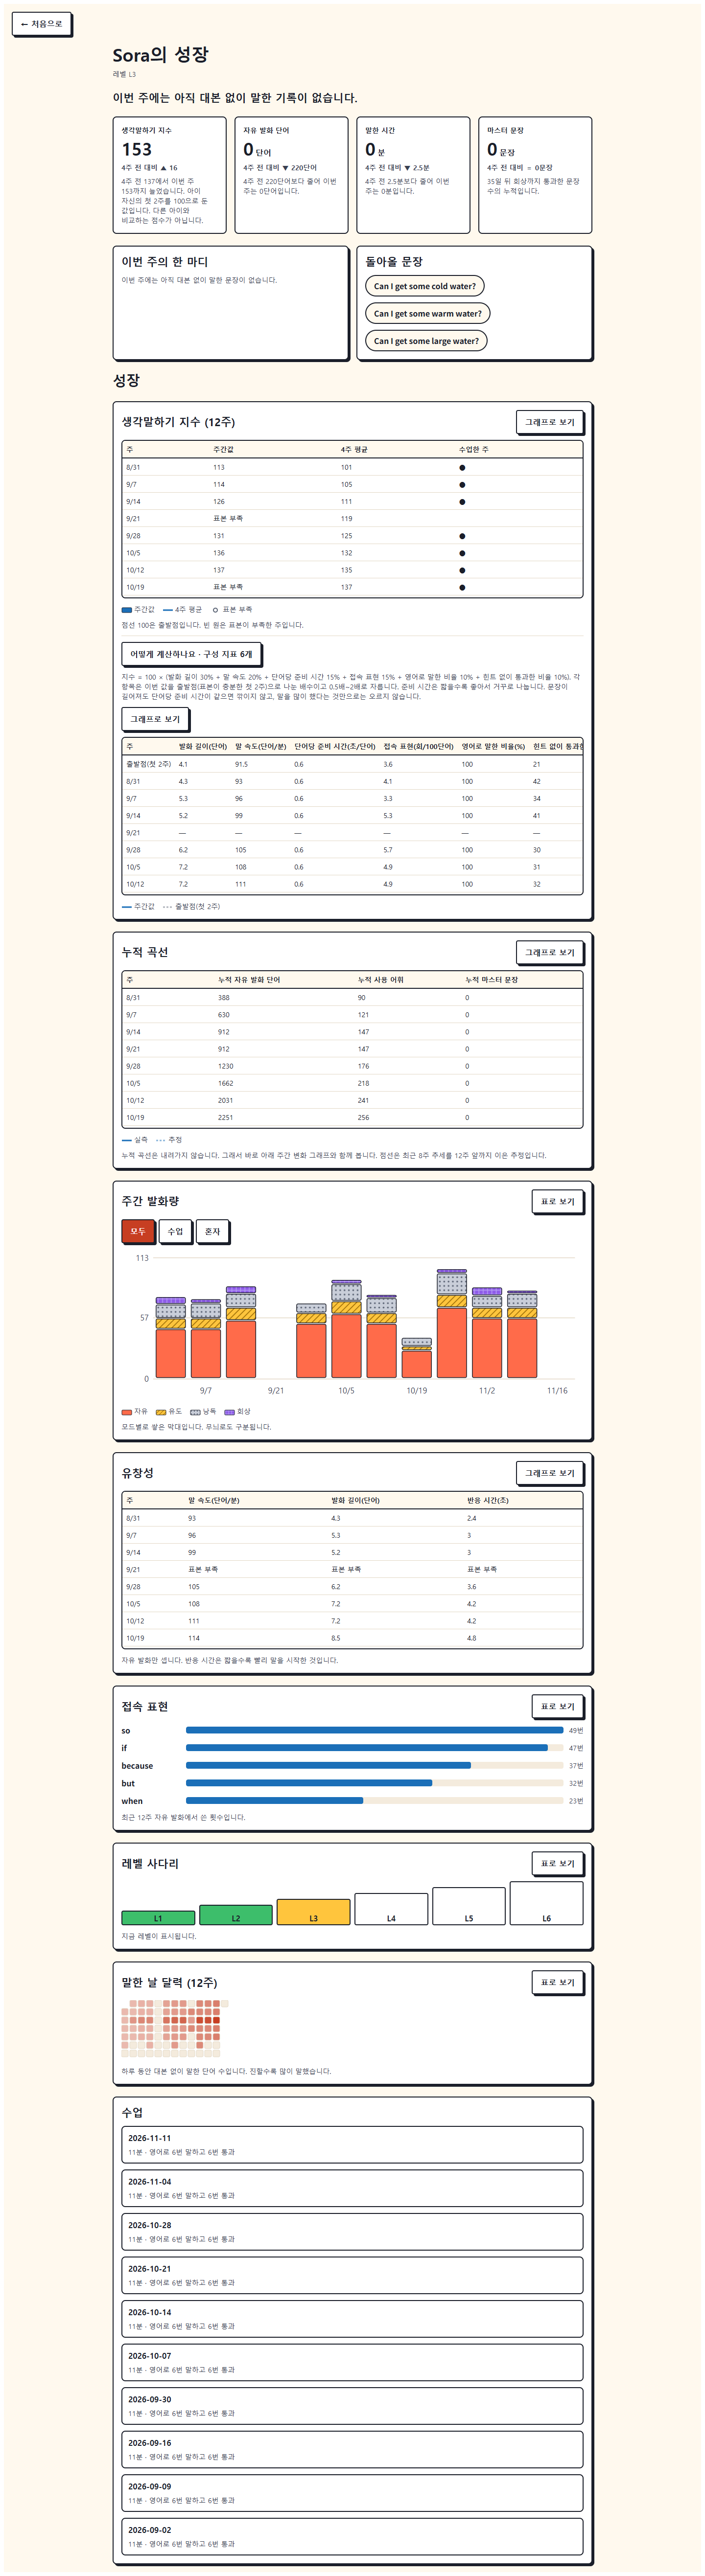 ← 처음으로
Sora의 성장
레벨 L3
이번 주에는 아직 대본 없이 말한 기록이 없습니다.
생각말하기 지수
153
4주 전 대비 ▲ 16
4주 전 137에서 이번 주
153까지 늘었습니다. 아이
자신의 첫 2주를 100으로 둔
값입니다. 다른 아이와
비교하는 점수가 아닙니다.
자유 발화 단어
0 단어
4주 전 대비 ▼ 220단어
4주 전 220단어보다 줄어 이번
주는 0단어입니다.
말한 시간
0 분
4주 전 대비 ▼ 2.5분
4주 전 2.5분보다 줄어 이번
주는 0분입니다.
마스터 문장
0 문장
4주 전 대비 = 0문장
35일 뒤 회상까지 통과한 문장
수의 누적입니다.
이번 주의 한 마디
이번 주에는 아직 대본 없이 말한 문장이 없습니다.
돌아올 문장
Can I get some cold water?
Can I get some warm water?
Can I get some large water?
성장
생각말하기 지수 (12주)
그래프로 보기
주 주간값 4주 평균 수업한 주
8/31 113 101 ●
9/7 114 105 ●
9/14 126 111 ●
9/21 표본 부족 119
9/28 131 125 ●
10/5 136 132 ●
10/12 137 135 ●
10/19 표본 부족 137 ●
주간값 4주 평균 표본 부족
점선 100은 출발점입니다. 빈 원은 표본이 부족한 주입니다.
어떻게 계산하나요 · 구성 지표 6개
지수 = 100 × (발화 길이 30% + 말 속도 20% + 단어당 준비 시간 15% + 접속 표현 15% + 영어로 말한 비율 10% + 힌트 없이 통과한 비율 10%). 각
항목은 이번 값을 출발점(표본이 충분한 첫 2주)으로 나눈 배수이고 0.5배~2배로 자릅니다. 준비 시간은 짧을수록 좋아서 거꾸로 나눕니다. 문장이
길어져도 단어당 준비 시간이 같으면 깎이지 않고, 말을 많이 했다는 것만으로는 오르지 않습니다.
그래프로 보기
주 발화 길이(단어) 말 속도(단어/분) 단어당 준비 시간(초/단어) 접속 표현(회/100단어) 영어로 말한 비율(%) 힌트 없이 통과한
출발점(첫 2주) 4.1 91.5 0.6 3.6 100 21
8/31 4.3 93 0.6 4.1 100 42
9/7 5.3 96 0.6 3.3 100 34
9/14 5.2 99 0.6 5.3 100 41
9/21 — — — — — —
9/28 6.2 105 0.6 5.7 100 30
10/5 7.2 108 0.6 4.9 100 31
10/12 7.2 111 0.6 4.9 100 32
주간값 출발점(첫 2주)
누적 곡선
그래프로 보기
주 누적 자유 발화 단어 누적 사용 어휘 누적 마스터 문장
8/31 388 90 0
9/7 630 121 0
9/14 912 147 0
9/21 912 147 0
9/28 1230 176 0
10/5 1662 218 0
10/12 2031 241 0
10/19 2251 256 0
실측 추정
누적 곡선은 내려가지 않습니다. 그래서 바로 아래 주간 변화 그래프와 함께 봅니다. 점선은 최근 8주 추세를 12주 앞까지 이은 추정입니다.
주간 발화량
표로 보기
모두 수업 혼자
113
57
0
9/7 9/21 10/5 10/19 11/2 11/16
자유 유도 낭독 회상
모드별로 쌓은 막대입니다. 무늬로도 구분됩니다.
유창성
그래프로 보기
주 말 속도(단어/분) 발화 길이(단어) 반응 시간(초)
8/31 93 4.3 2.4
9/7 96 5.3 3
9/14 99 5.2 3
9/21 표본 부족 표본 부족 표본 부족
9/28 105 6.2 3.6
10/5 108 7.2 4.2
10/12 111 7.2 4.2
10/19 114 8.5 4.8
자유 발화만 셉니다. 반응 시간은 짧을수록 빨리 말을 시작한 것입니다.
접속 표현
표로 보기
so 49번
if 47번
because 37번
but 32번
when 23번
최근 12주 자유 발화에서 쓴 횟수입니다.
레벨 사다리
표로 보기
L1 L2 L3 L4 L5 L6
지금 레벨이 표시됩니다.
말한 날 달력 (12주)
표로 보기
하루 동안 대본 없이 말한 단어 수입니다. 진할수록 많이 말했습니다.
수업
2026-11-11
11분 · 영어로 6번 말하고 6번 통과
2026-11-04
11분 · 영어로 6번 말하고 6번 통과
2026-10-28
11분 · 영어로 6번 말하고 6번 통과
2026-10-21
11분 · 영어로 6번 말하고 6번 통과
2026-10-14
11분 · 영어로 6번 말하고 6번 통과
2026-10-07
11분 · 영어로 6번 말하고 6번 통과
2026-09-30
11분 · 영어로 6번 말하고 6번 통과
2026-09-16
11분 · 영어로 6번 말하고 6번 통과
2026-09-09
11분 · 영어로 6번 말하고 6번 통과
2026-09-02
11분 · 영어로 6번 말하고 6번 통과